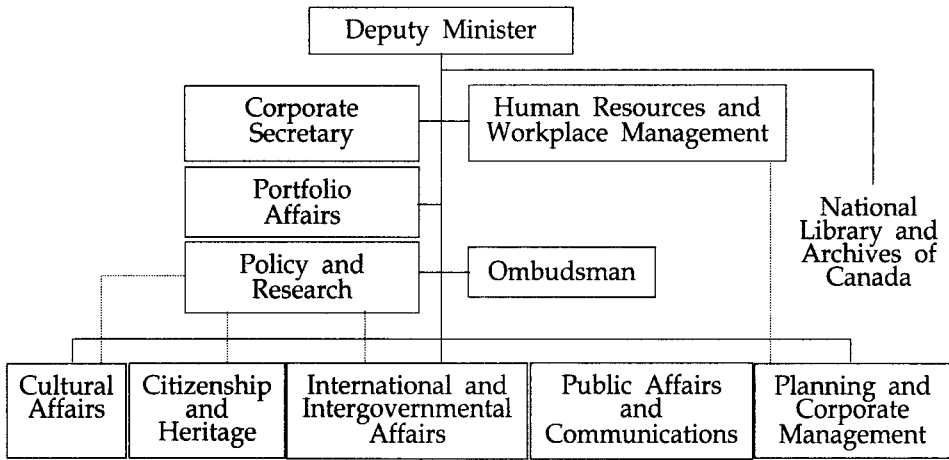 Deputy Minister
Corporate
Secretary
Human Resources and
Workplace Management
Portfolio
Affairs
National
Library and
Archives of
Canada
Policy and
Research
Ombudsman
Cultural
Affairs
Citizenship
and
Heritage
International and
Intergovernmental
Affairs
Public Affairs
and
Communications
Planning and
Corporate
Management